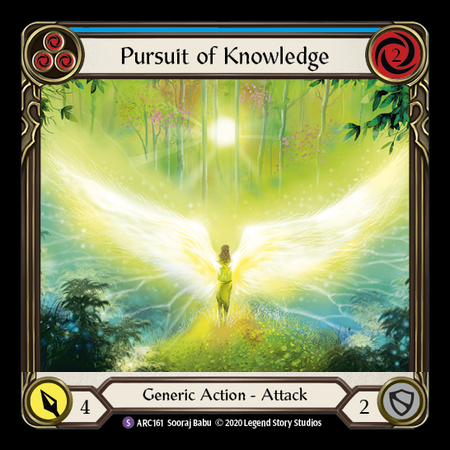 Pursuit of Knowledge
2
4
Generic Action - Attack
2
S ARC161 Sooraj Babu © 2020 Legend Story Studios